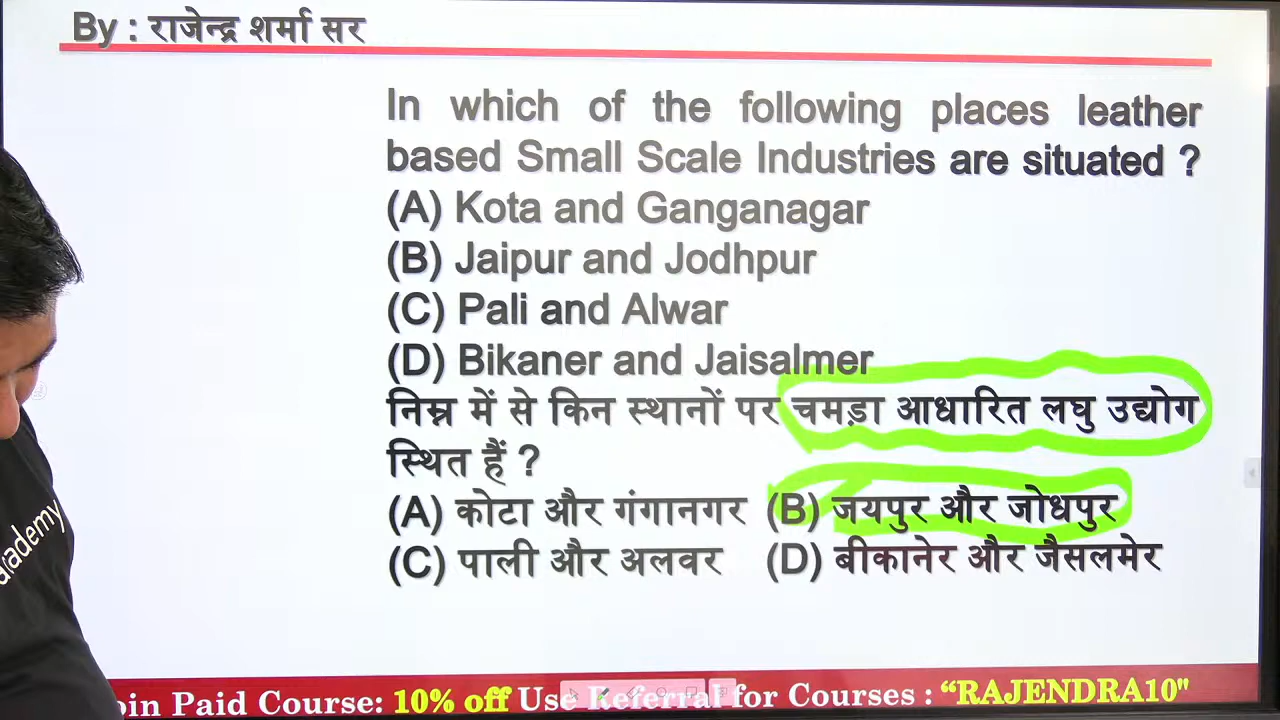 By : राजेन्द्र शर्मा सर
In which of the following places leather
based Small Scale Industries are situated ?
(A) Kota and Ganganagar
(B) Jaipur and Jodhpur
(C) Pali and Alwar
(D) Bikaner and Jaisalmer
निम्न में से किन स्थानों पर चमड़ा आधारित लघु उद्योग
स्थित हैं ?
(A) कोटा और गंगानगर (B) जयपुर और जोधपुर
(C) पाली और अलवर (D) बीकानेर और जैसलमेर
oin Paid Course: 10% off Use Referral for Courses : “RAJENDRA10"